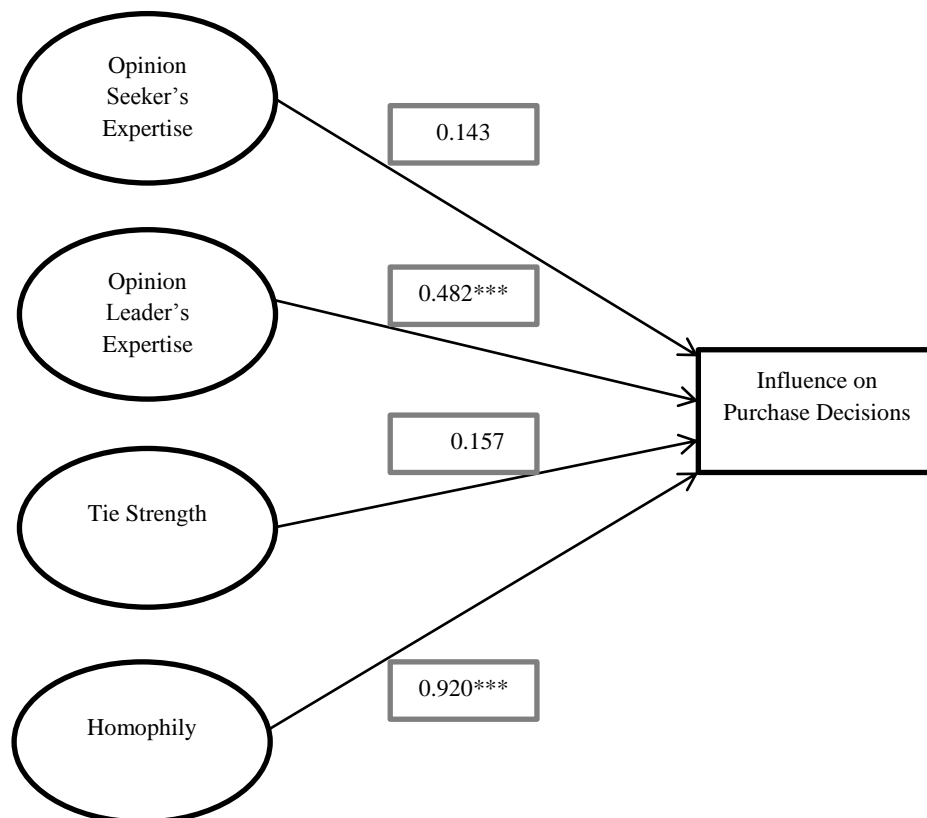 Opinion
Seeker’s
Expertise
0.143
Opinion
Leader’s
Expertise
0.482***
Influence on
Purchase Decisions
0.157
Tie Strength
0.920***
Homophily